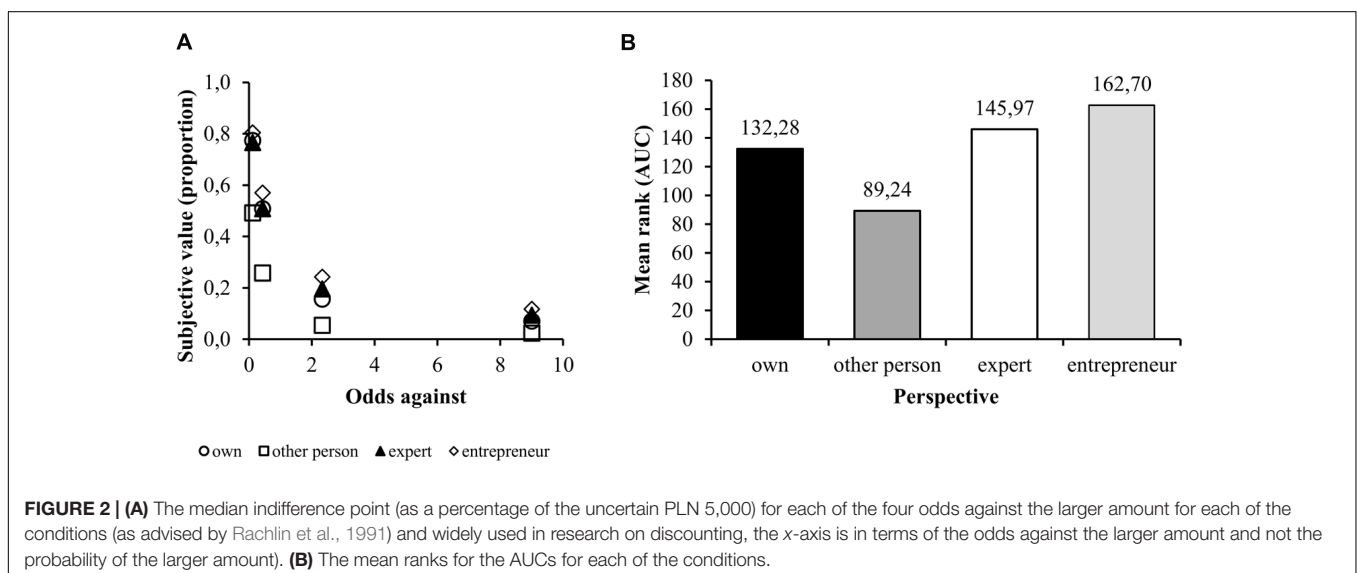 A
Subjective value (proportion)
1,0
0,8
0,6
0,4
0,2
0,0
0 2 4 6 8 10
Odds against
own other person expert entrepreneur
B
Mean rank (AUC)
180
160
140
120
100
80
60
40
20
0
132,28
89,24
145,97
162,70
own other person expert entrepreneur
Perspective
FIGURE 2 | (A) The median indifference point (as a percentage of the uncertain PLN 5,000) for each of the four odds against the larger amount for each of the
conditions (as advised by Rachlin et al., 1991) and widely used in research on discounting, the x-axis is in terms of the odds against the larger amount and not the
probability of the larger amount). (B) The mean ranks for the AUCs for each of the conditions.